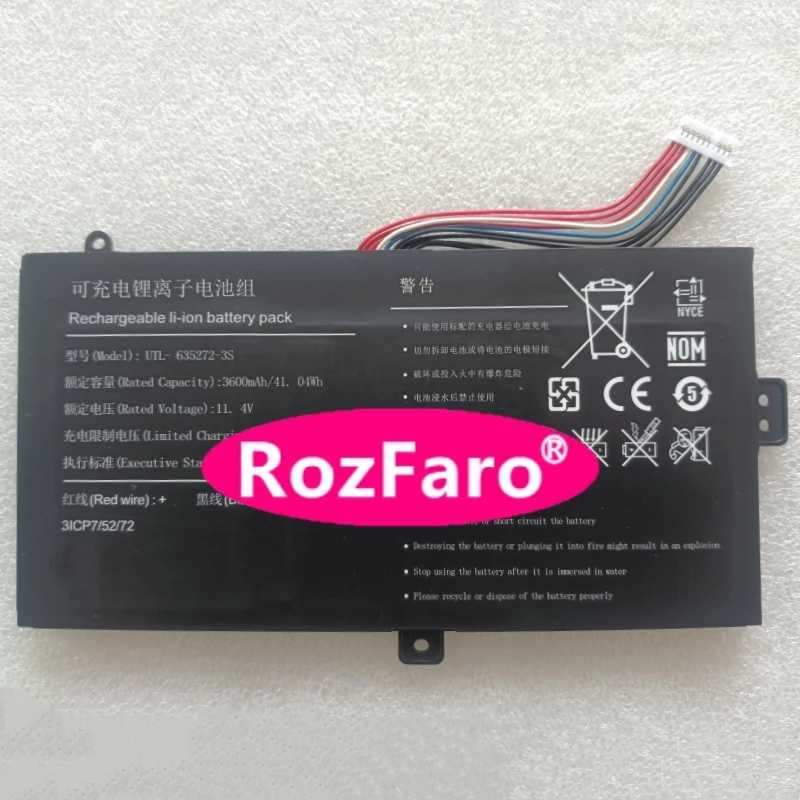 可充电锂离子电池组
Rechargeable li-ion battery pack
型号(Model): UTL- 635272-3S
额定容量(Rated Capacity):3600mAh/41. 04Wh
额定电压(Rated Voltage):11. 4V
充电限制电压(Limited
执行标准(Executive
红线(Red wire) : + 黑线
3ICP7/52/72
警告
• 只能使用标配的充电器给电池充电
• 切勿拆卸电池或将电池的电极短接
• 破坏或投入火中有爆炸危险
• 电池浸水后禁止使用
NYCE
NOM
CE
5
RozFaro®
short circuit the battery
• Destroying the battery or plunging it into fire might result in an explosion
• Stop using the battery after it is immersed in water
• Please recycle or dispose of the battery properly